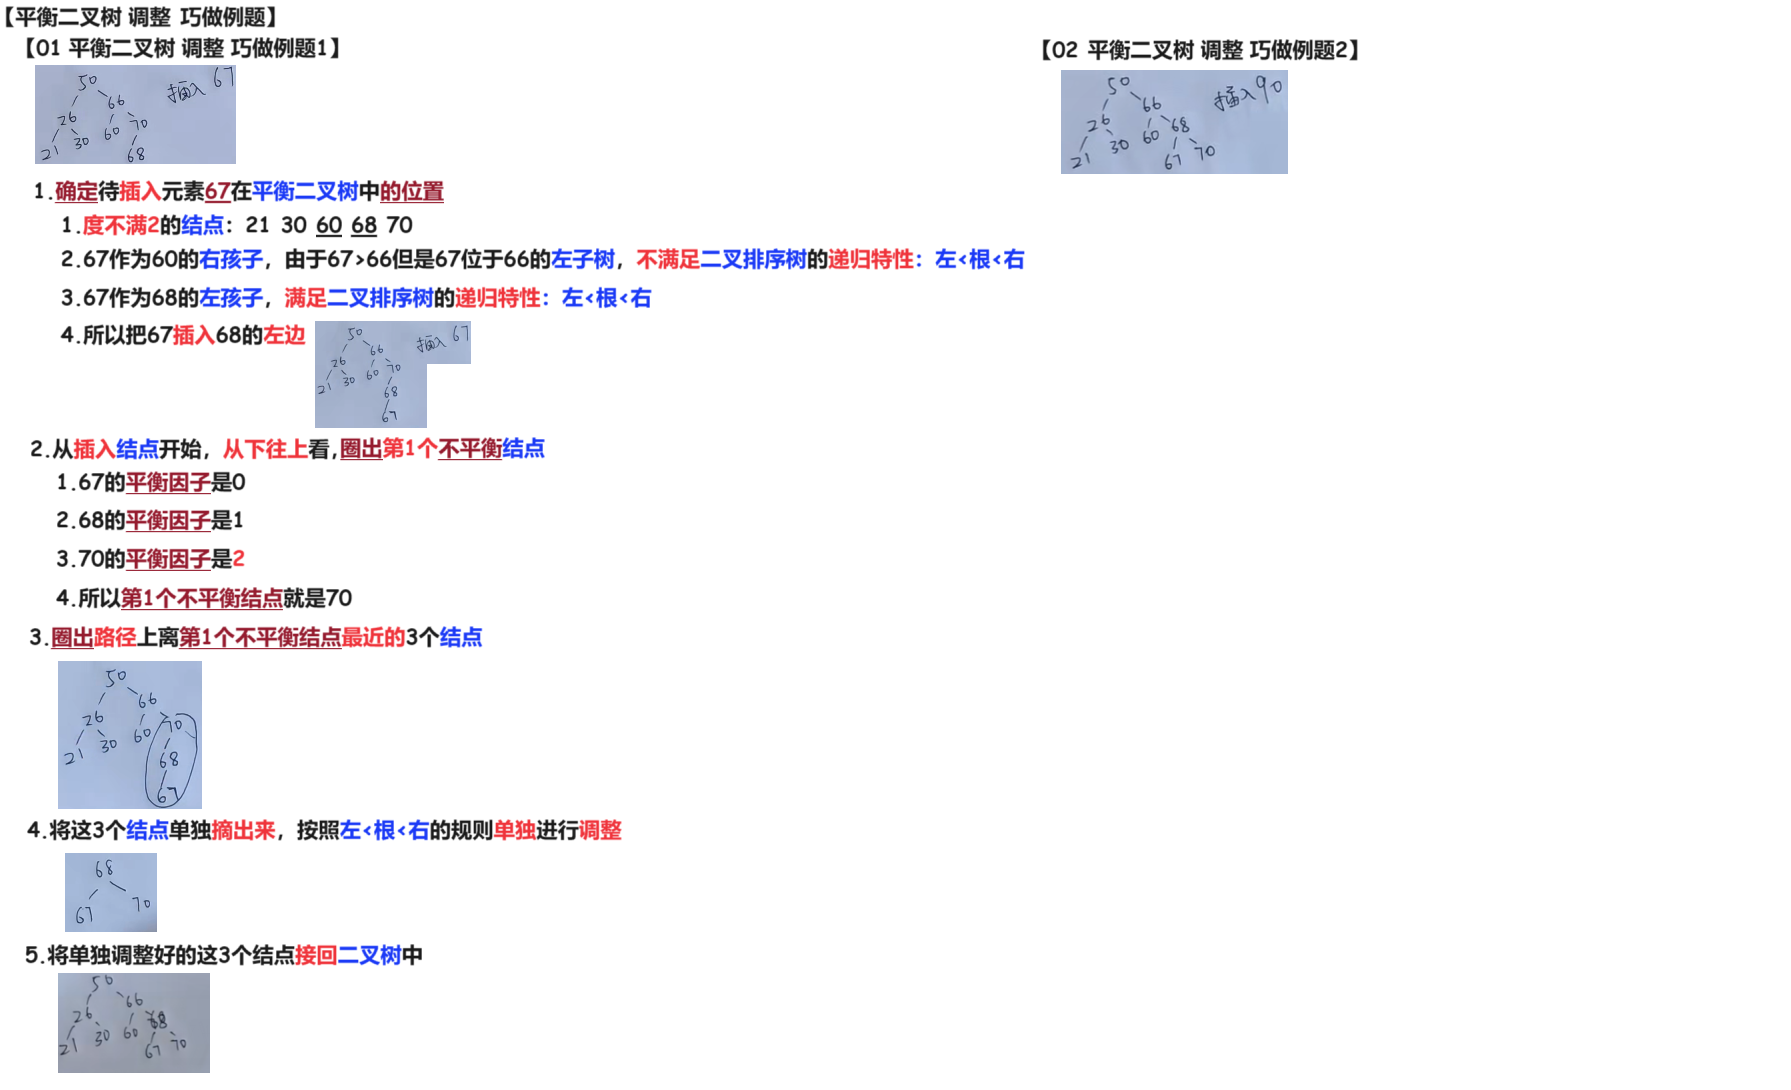 【平衡二叉树 调整 巧做例题】
【01 平衡二叉树 调整 巧做例题1】
50
66
插入 67
26
60
70
21
30
68
1.确定待插入元素67在平衡二叉树中的位置
1.度不满2的结点：21 30 60 68 70
2.67作为60的右孩子，由于67>66但是67位于66的左子树，不满足二叉排序树的递归特性：左<根<右
3.67作为68的左孩子，满足二叉排序树的递归特性：左<根<右
4.所以把67插入68的左边
50
66
插入 67
26
60
70
21
30
68
67
2.从插入结点开始，从下往上看,圈出第1个不平衡结点
1.67的平衡因子是0
2.68的平衡因子是1
3.70的平衡因子是2
4.所以第1个不平衡结点就是70
3.圈出路径上离第1个不平衡结点最近的3个结点
50
66
26
60
70
21
30
68
67
4.将这3个结点单独摘出来，按照左<根<右的规则单独进行调整
68
67
70
5.将单独调整好的这3个结点接回二叉树中
50
66
26
60
68
21
30
67
70
【02 平衡二叉树 调整 巧做例题2】
50
66
插入90
26
60
68
21
30
67
70